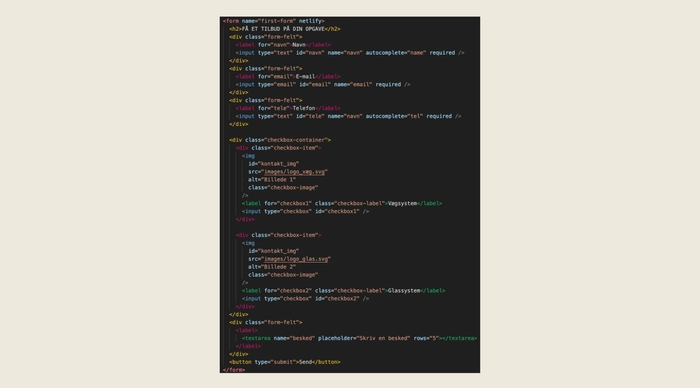 <form name="first-form" netlify>
<h2>FÅ ET TILBUD PÅ DIN OPGAVE</h2>
<div class="form-felt">
<label for="navn">Navn</label>
<input type="text" id="navn" name="navn" autocomplete="name" required />
</div>
<div class="form-felt">
<label for="email">E-mail</label>
<input type="email" id="email" name="email" required />
</div>
<div class="form-felt">
<label for="tele">Telefon</label>
<input type="text" id="tele" name="navn" autocomplete="tel" required />
</div>
<div class="checkbox-container">
<div class="checkbox-item">
<img
id="kontakt_img"
src="images/logo_væg.svg"
alt="Billede 1"
class="checkbox-image"
/>
<label for="checkbox1" class="checkbox-label">Vægsystem</label>
<input type="checkbox" id="checkbox1" />
</div>
<div class="checkbox-item">
<img
id="kontakt_img"
src="images/logo_glas.svg"
alt="Billede 2"
class="checkbox-image"
/>
<label for="checkbox2" class="checkbox-label">Glassystem</label>
<input type="checkbox" id="checkbox2" />
</div>
</div>
<div class="form-felt">
<label>
<textarea name="besked" placeholder="Skriv en besked" rows="5"></textarea>
</label>
</div>
<button type="submit">Send</button>
</form>